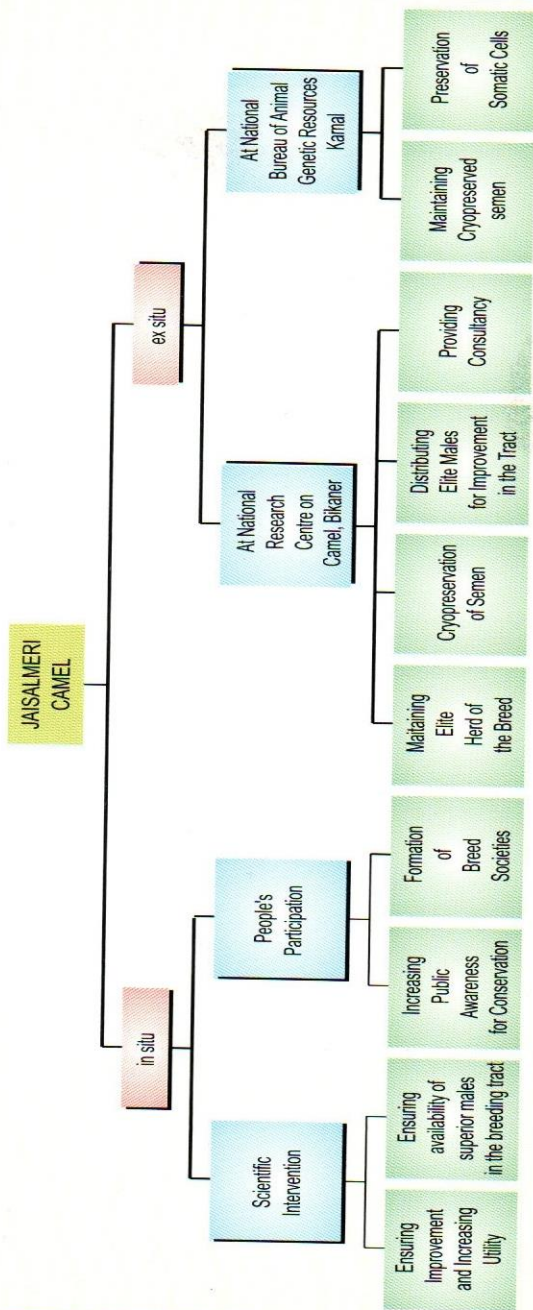 JAISALMERI
CAMEL
in situ
ex situ
Scientific
Intervention
People's
Participation
At National
Research
Centre on
Camel, Bikaner
At National
Bureau of Animal
Genetic Resources
Karnal
Ensuring
Improvement
and Increasing
Utility
Ensuring
availability of
superior males
in the breeding tract
Increasing
Public
Awareness
for Conservation
Formation
of
Breed
Societies
Maitaining
Elite
Herd of
the Breed
Cryopreservation
of Semen
Distributing
Elite Males
for Improvement
in the Tract
Providing
Consultancy
Maintaining
Cryopreserved
semen
Preservation
of
Somatic Cells